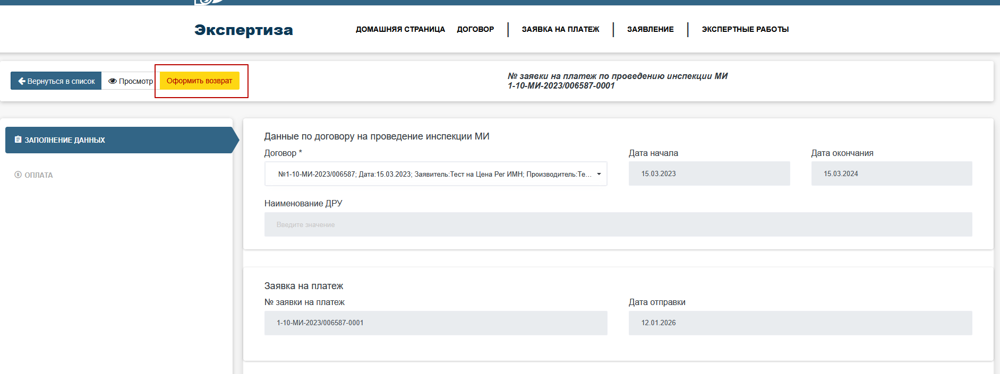 Экспертиза
ДОМАШНЯЯ СТРАНИЦА ДОГОВОР ЗАЯВКА НА ПЛАТЕЖ ЗАЯВЛЕНИЕ ЭКСПЕРТНЫЕ РАБОТЫ
Вернуться в список Просмотр Оформить возврат
№ заявки на платеж по проведению инспекции МИ
1-10-МИ-2023/006587-0001
ЗАПОЛНЕНИЕ ДАННЫХ
ОПЛАТА
Данные по договору на проведение инспекции МИ
Договор * Дата начала Дата окончания
№1-10-МИ-2023/006587; Дата:15.03.2023; Заявитель:Тест на Цена Рег ИМН; Производитель:Те... 15.03.2023 15.03.2024
Наименование ДРУ
Введите значение
Заявка на платеж
№ заявки на платеж Дата отправки
1-10-МИ-2023/006587-0001 12.01.2026